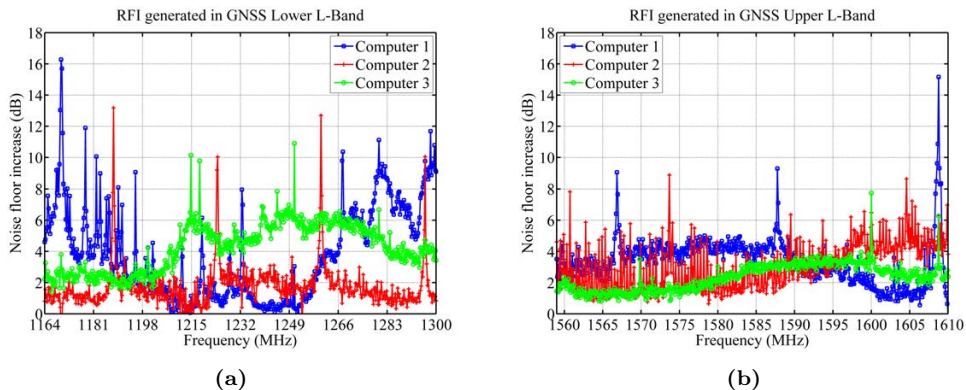 RFI generated in GNSS Lower L-Band
18
16
14
12
10
8
6
4
2
0
Noise floor increase (dB)
Computer 1
Computer 2
Computer 3
1164 1181 1198 1215 1232 1249 1266 1283 1300
Frequency (MHz)
(a)
RFI generated in GNSS Upper L-Band
18
16
14
12
10
8
6
4
2
0
Noise floor increase (dB)
Computer 1
Computer 2
Computer 3
1560 1565 1570 1575 1580 1585 1590 1595 1600 1605 1610
Frequency (MHz)
(b)